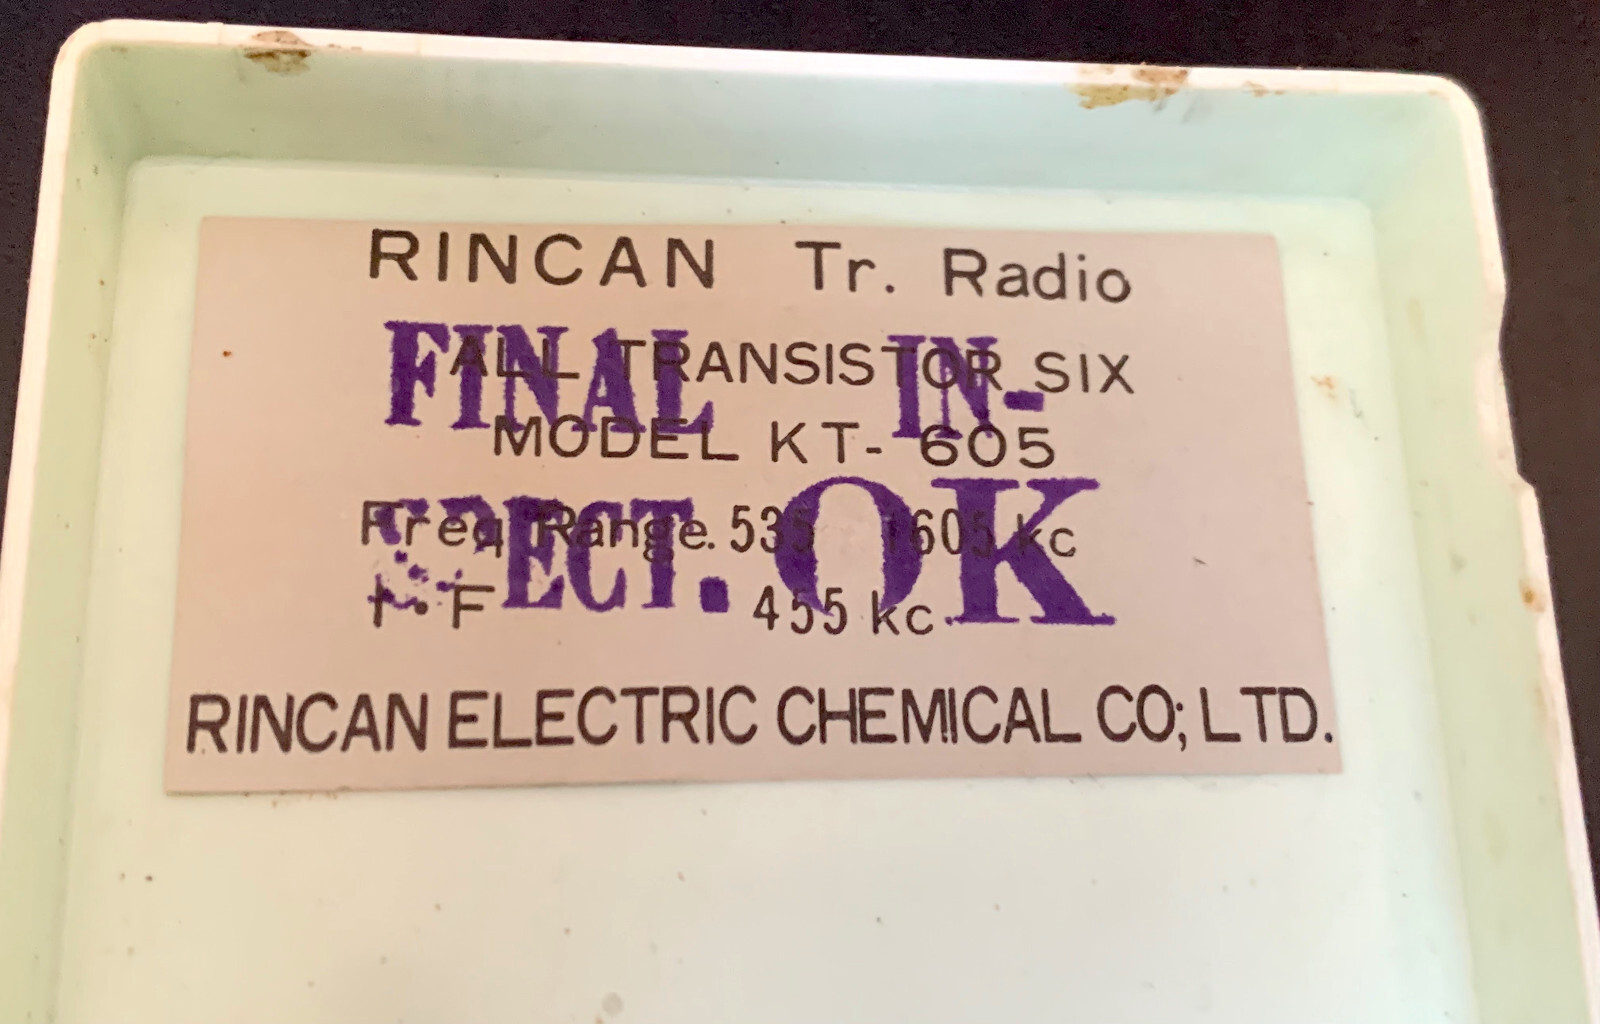 RINCAN Tr. Radio
ALL TRANSISTOR SIX
MODEL KT-605
Freq Range. 535 1605 kc
I·F 455 kc.
RINCAN ELECTRIC CHEMICAL CO; LTD.
FINAL IN-
SPECT. OK